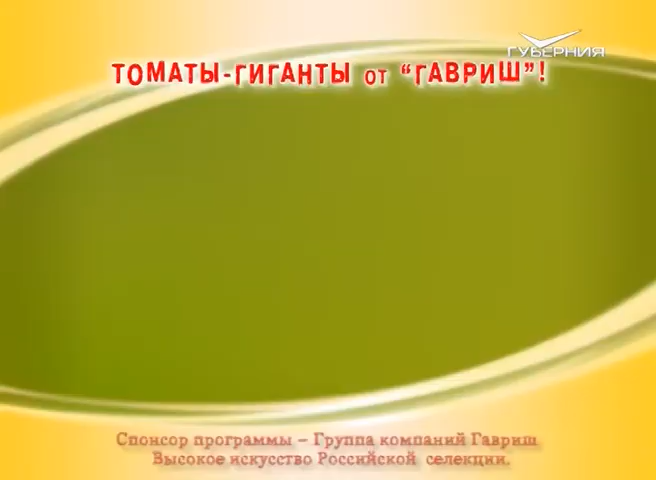 ГУБЕРНИЯ
ТОМАТЫ-ГИГАНТЫ от “ГАВРИШ”!
Спонсор программы – Группа компаний Гавриш
Высокое искусство Российской селекции.